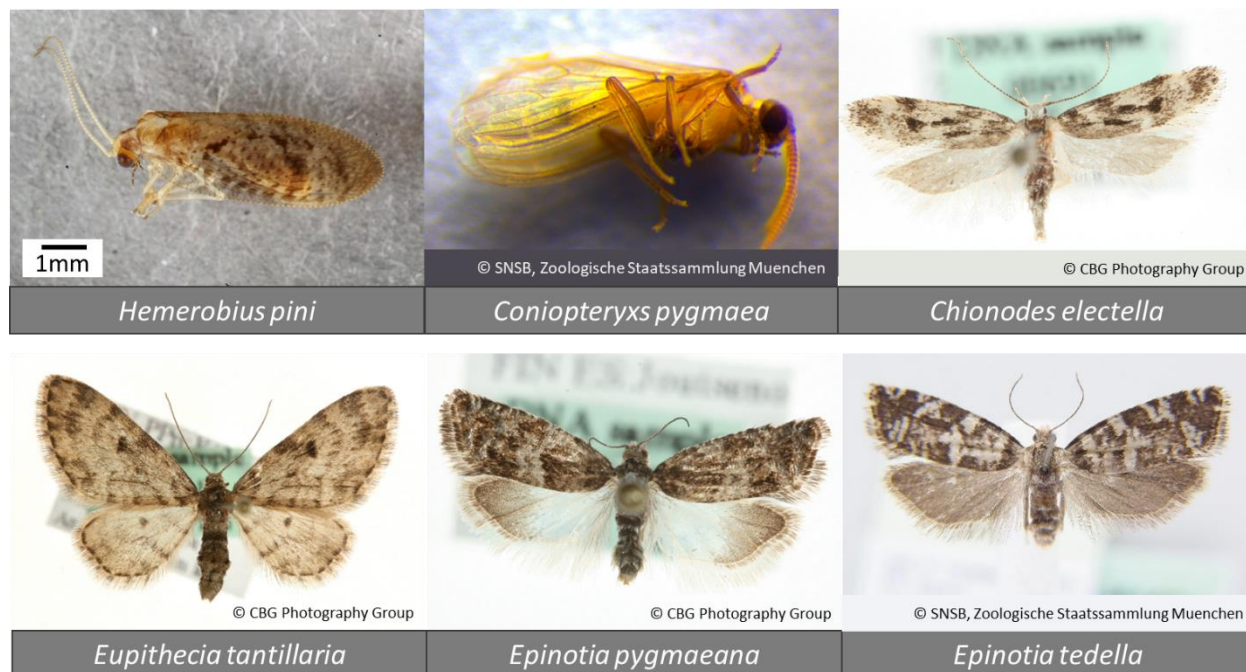 1mm
© SNSB, Zoologische Staatssammlung Muenchen
© CBG Photography Group
Hemerobius pini
Coniopteryxs pygmaea
Chionodes electella
© CBG Photography Group
© CBG Photography Group
© SNSB, Zoologische Staatssammlung Muenchen
Eupithecia tantillaria
Epinotia pygmaeana
Epinotia tedella